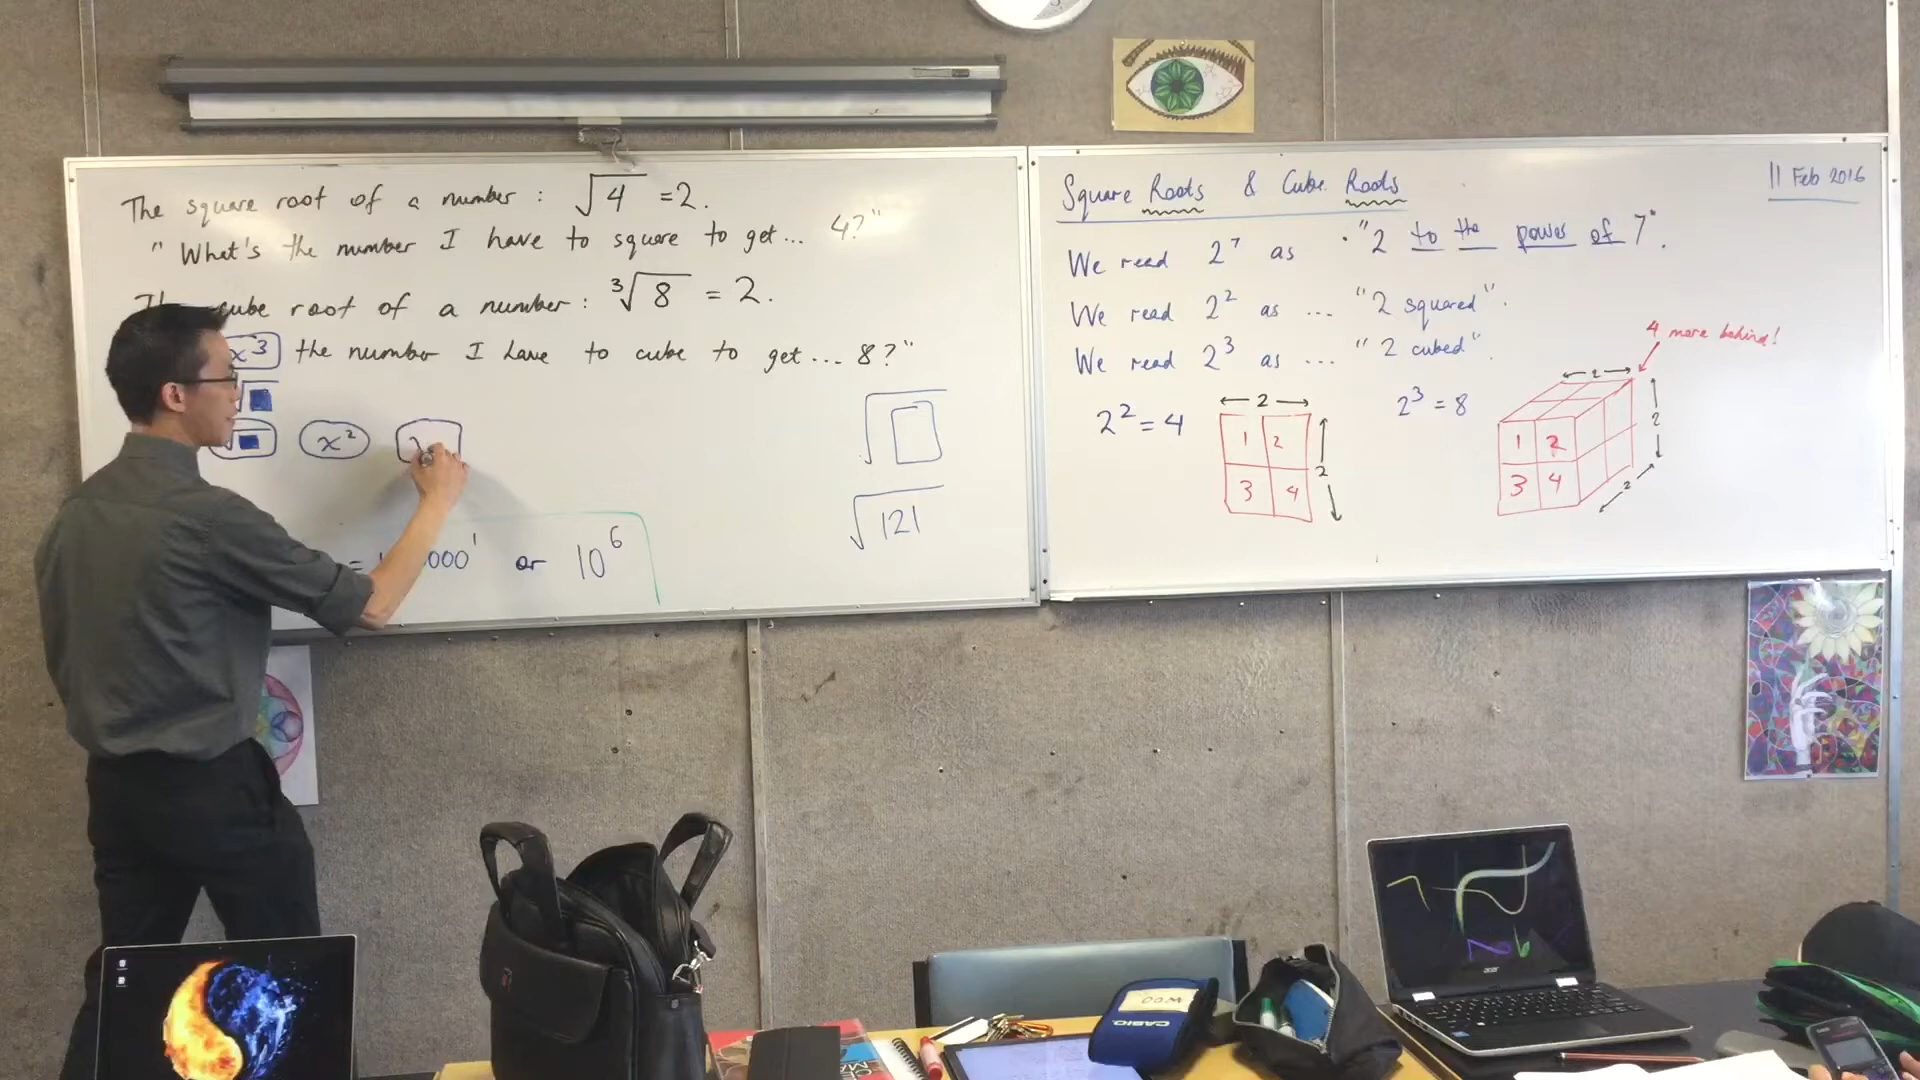 The square root of a number : √4 = 2.
"What's the number I have to square to get... 4?"
cube root of a number : ³√8 = 2.
x³ the number I have to cube to get... 8?"
√■
√■ x²
= 000¹ or 10⁶
√□
√121
Square Roots & Cube Roots
11 Feb 2016
We read 2⁷ as "2 to the power of 7".
We read 2² as ... "2 squared".
We read 2³ as ... "2 cubed".
4 more behind!
2² = 4
2
1 2
3 4
2
2³ = 8
2
1 2
3 4
2
2
acer
CASIO